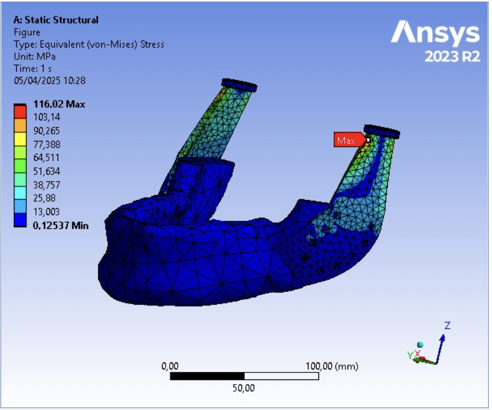 A: Static Structural
Figure
Type: Equivalent (von-Mises) Stress
Unit: MPa
Time: 1 s
05/04/2025 10:28
Ansys
2023 R2
116,02 Max
103,14
90,265
77,388
64,511
51,634
38,757
25,88
13,003
0,12537 Min
Max
0,00
100,00 (mm)
50,00
Z
Y
X